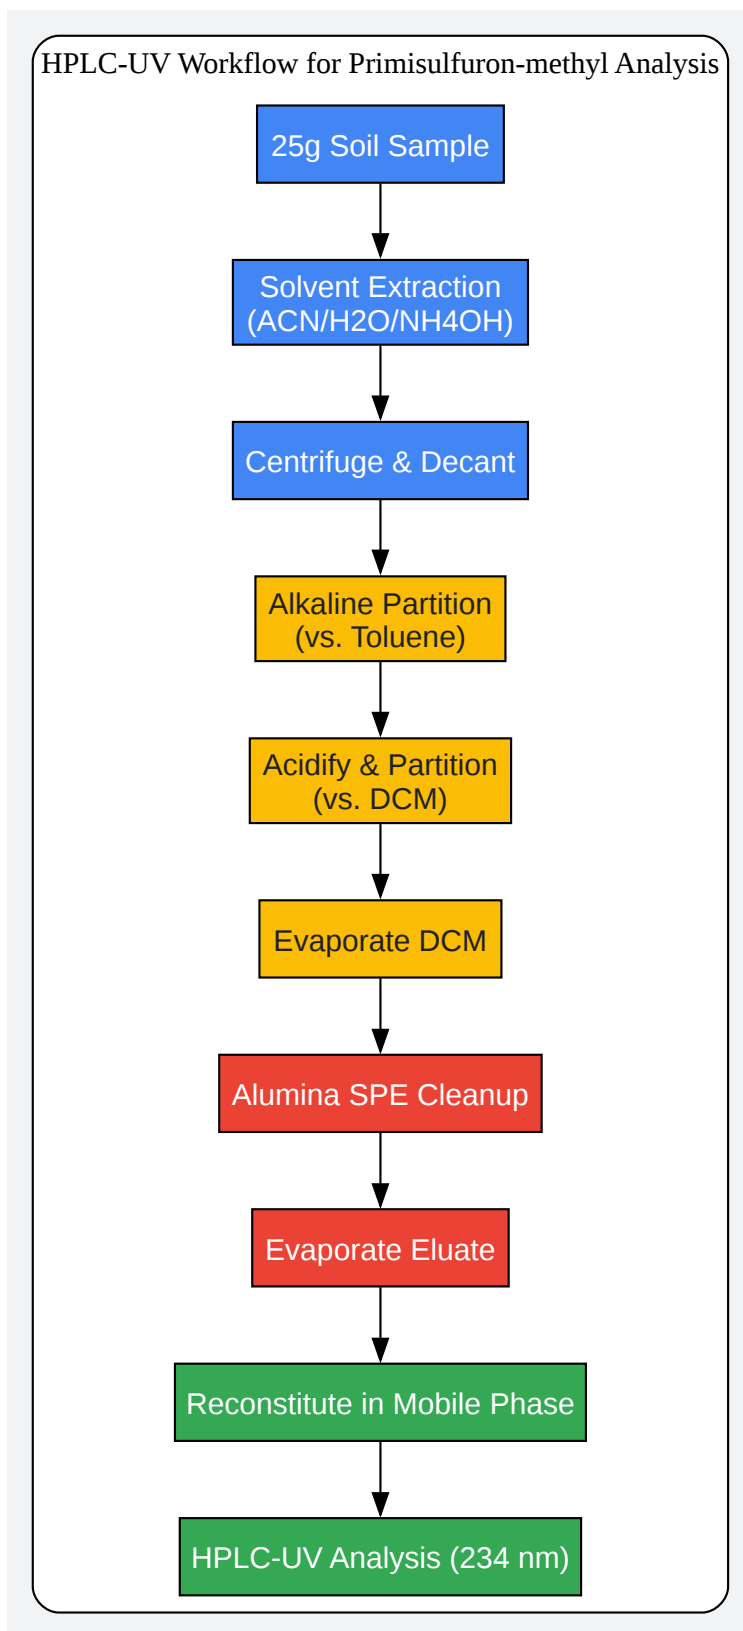 HPLC-UV Workflow for Primisulfuron-methyl Analysis
25g Soil Sample
Solvent Extraction
(ACN/H2O/NH4OH)
Centrifuge & Decant
Alkaline Partition
(vs. Toluene)
Acidify & Partition
(vs. DCM)
Evaporate DCM
Alumina SPE Cleanup
Evaporate Eluate
Reconstitute in Mobile Phase
HPLC-UV Analysis (234 nm)